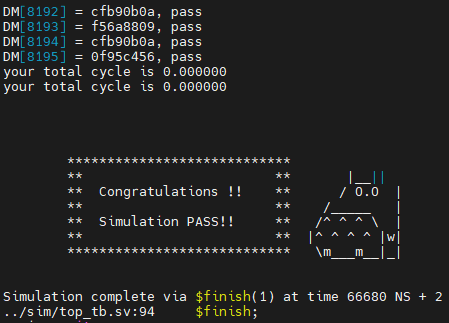 DM[8192] = cfb90b0a, pass
DM[8193] = f56a8809, pass
DM[8194] = cfb90b0a, pass
DM[8195] = 0f95c456, pass
your total cycle is 0.000000
your total cycle is 0.000000
****************************
**                        **       |__||
**  Congratulations !!    **      / O.O  |
**                        **    /_____   |
**  Simulation PASS!!     **   /^ ^ ^ \  |
**                        **  |^ ^ ^ ^ |w|
****************************   \m___m__|_|
Simulation complete via $finish(1) at time 66680 NS + 2
../sim/top_tb.sv:94     $finish;